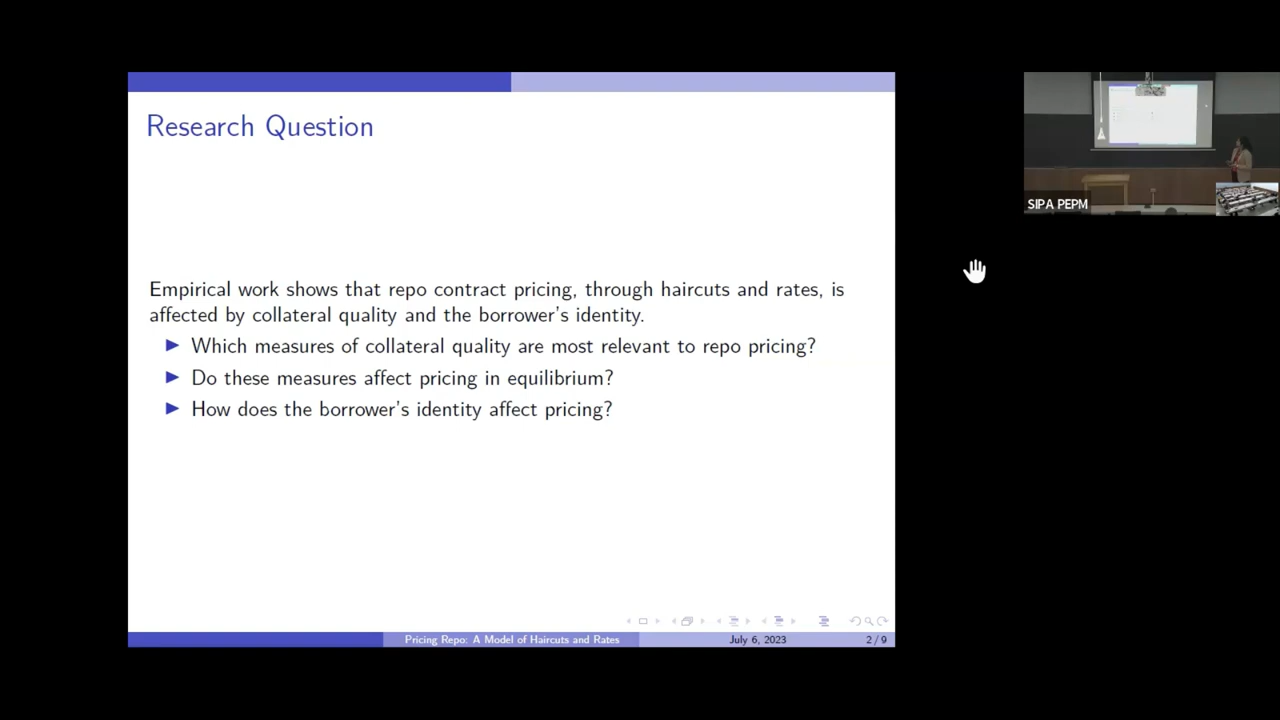 Research Question
Empirical work shows that repo contract pricing, through haircuts and rates, is
affected by collateral quality and the borrower's identity.
Which measures of collateral quality are most relevant to repo pricing?
Do these measures affect pricing in equilibrium?
How does the borrower's identity affect pricing?
Pricing Repo: A Model of Haircuts and Rates
July 6, 2023
2 / 9
SIPA PEPM